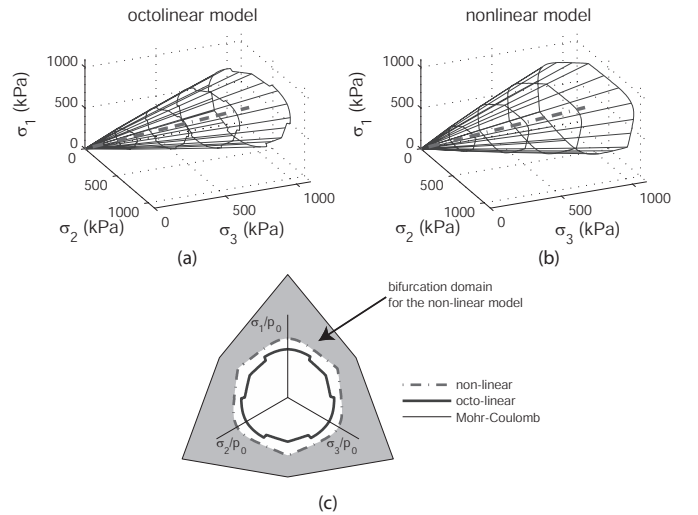 octolinear model
1000
500
0
σ1 (kPa)
0
500
1000
σ2 (kPa)
0
500
1000
σ3 (kPa)
(a)
nonlinear model
1000
500
0
σ1 (kPa)
0
500
1000
σ2 (kPa)
0
500
1000
σ3 (kPa)
(b)
bifurcation domain
for the non-linear model
σ1/p0
σ2/p0
σ3/p0
non-linear
octo-linear
Mohr-Coulomb
(c)